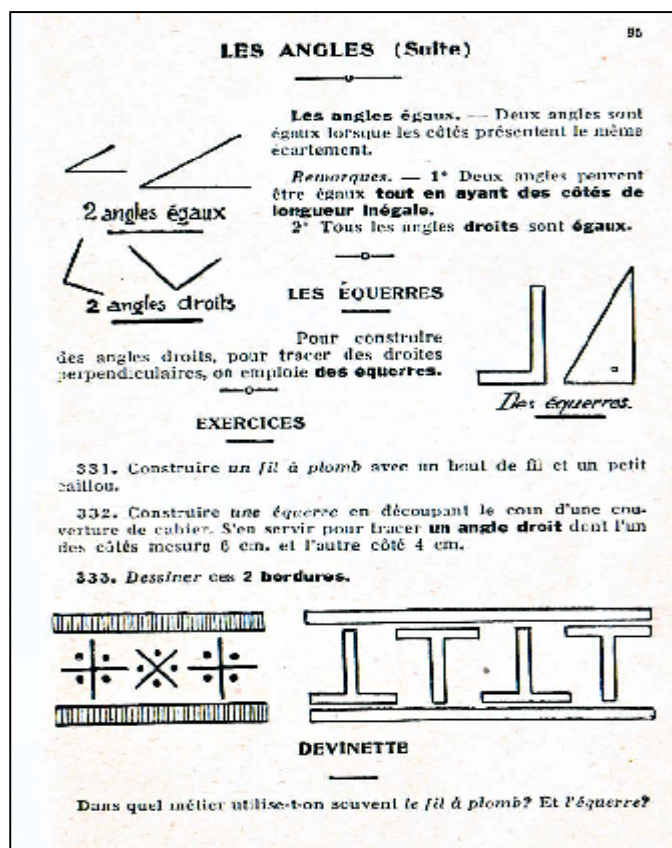 95
LES ANGLES (Suite)
Les angles égaux. — Deux angles sont
égaux lorsque les côtés présentent le même
écartement.
Remarques. — 1° Deux angles peuvent
être égaux tout en ayant des côtés de
longueur inégale.
2° Tous les angles droits sont égaux.
2 angles égaux
2 angles droits
LES ÉQUERRES
Pour construire
des angles droits, pour tracer des droites
perpendiculaires, on emploie des équerres.
Des équerres.
EXERCICES
331. Construire un fil à plomb avec un bout de fil et un petit
caillou.
332. Construire une équerre en découpant le coin d'une cou-
verture de cahier. S'en servir pour tracer un angle droit dont l'un
des côtés mesure 6 cm. et l'autre côté 4 cm.
333. Dessiner ces 2 bordures.
DEVINETTE
Dans quel métier utilise-t-on souvent le fil à plomb? Et l'équerre?